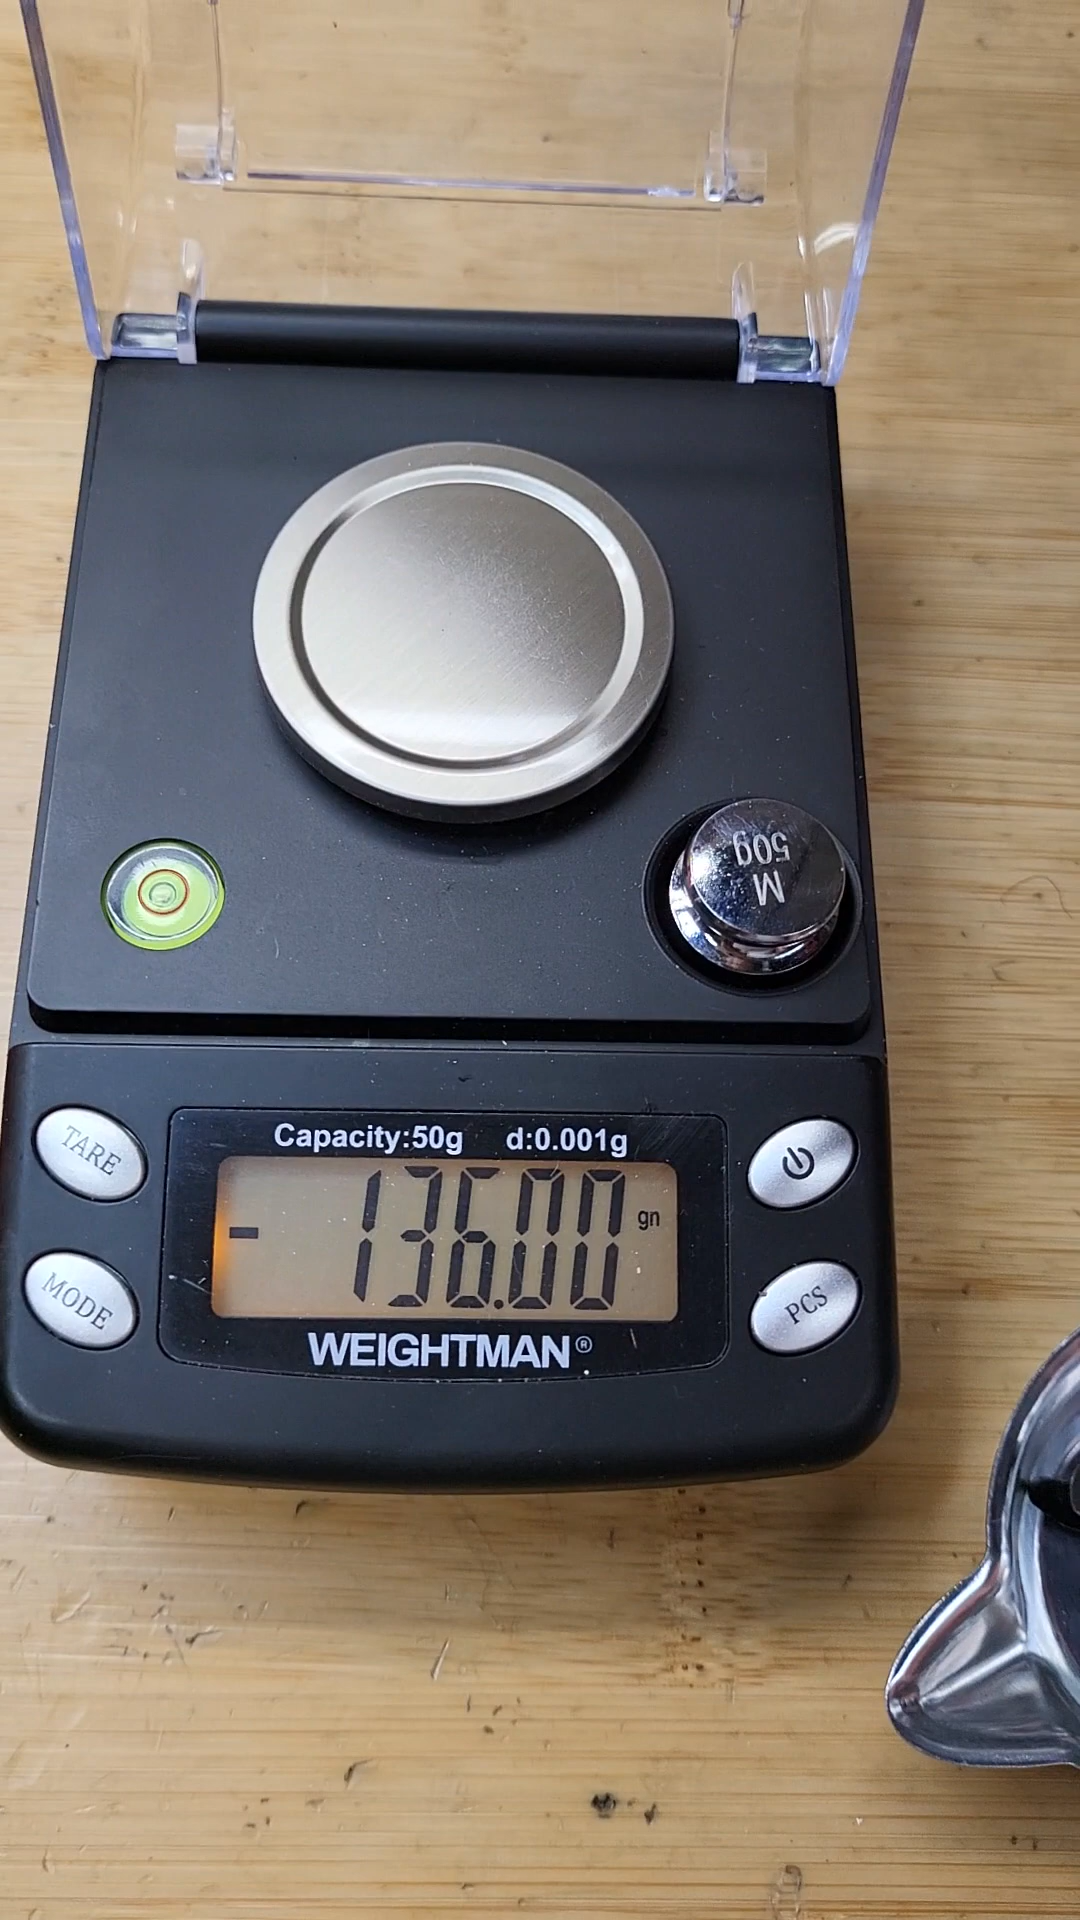 50g
M
Capacity:50g d:0.001g
TARE
- 136.00 gn
MODE
PCS
WEIGHTMAN®